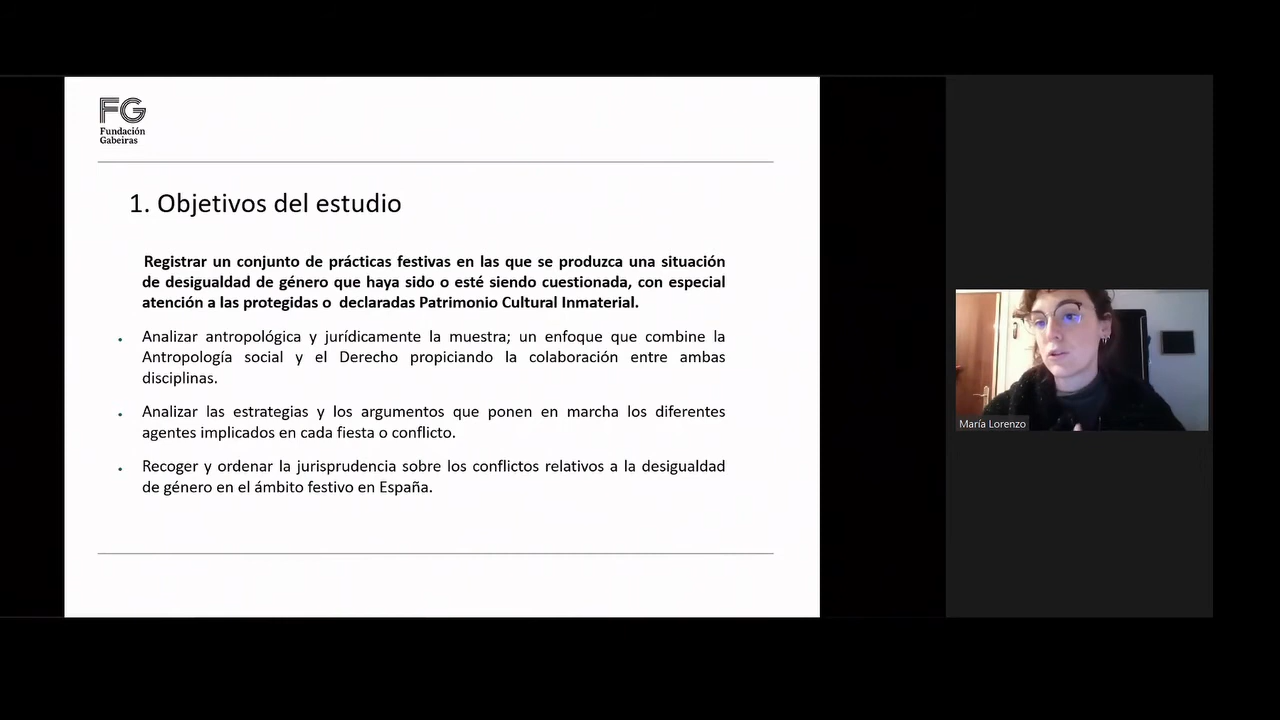 FG
Fundación
Gabeiras
1. Objetivos del estudio
Registrar un conjunto de prácticas festivas en las que se produzca una situación
de desigualdad de género que haya sido o esté siendo cuestionada, con especial
atención a las protegidas o declaradas Patrimonio Cultural Inmaterial.
Analizar antropológica y jurídicamente la muestra; un enfoque que combine la
Antropología social y el Derecho propiciando la colaboración entre ambas
disciplinas.
Analizar las estrategias y los argumentos que ponen en marcha los diferentes
agentes implicados en cada fiesta o conflicto.
Recoger y ordenar la jurisprudencia sobre los conflictos relativos a la desigualdad
de género en el ámbito festivo en España.
María Lorenzo